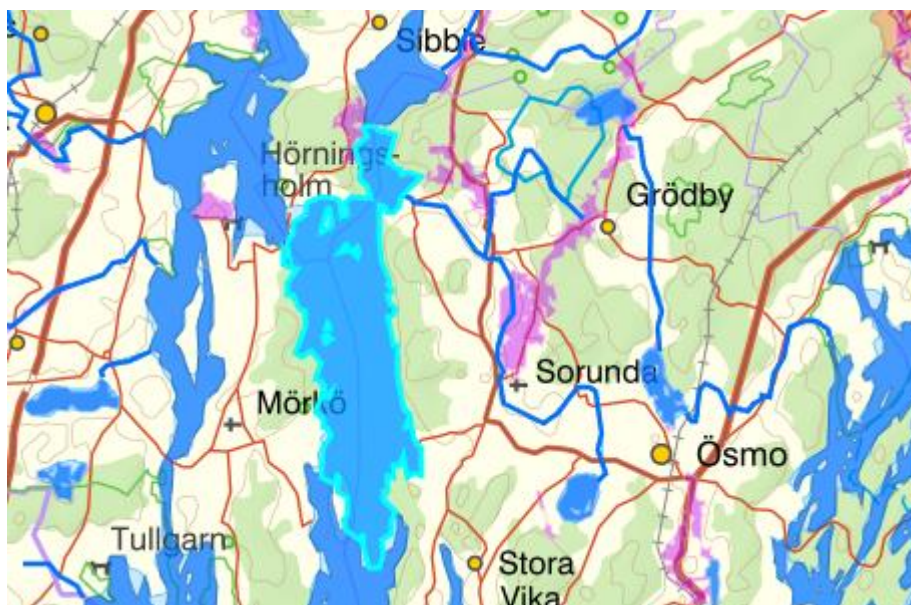 Sibble
Hörnings-
holm
Grödby
Sorunda
Mörkö
Ösmo
Tullgarn
Stora
Vika